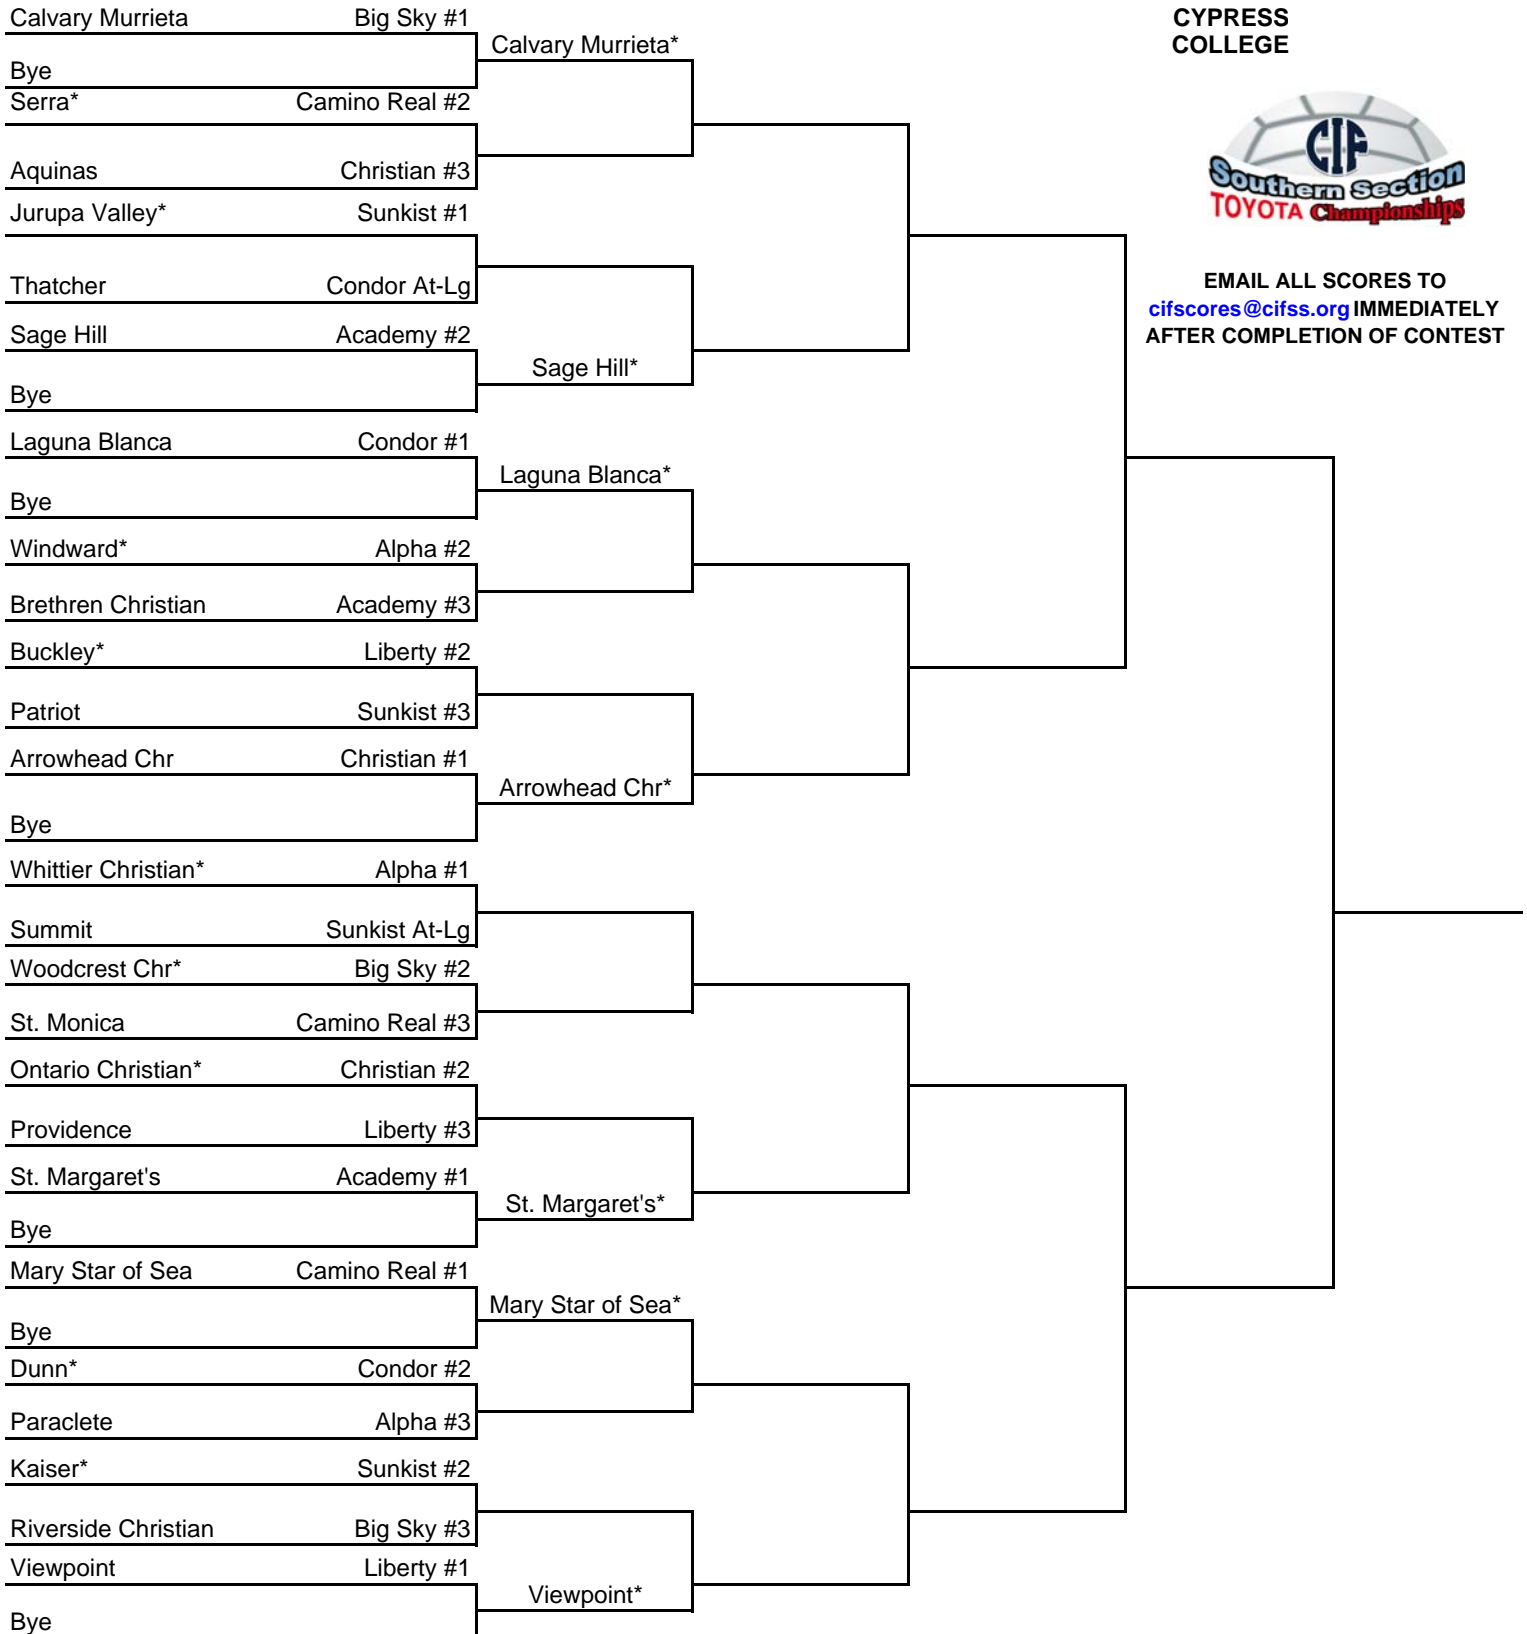 Calvary Murrieta Big Sky #1
Bye
Calvary Murrieta*
Serra* Camino Real #2
Aquinas Christian #3
Jurupa Valley* Sunkist #1
Thatcher Condor At-Lg
Sage Hill Academy #2
Bye
Sage Hill*
Laguna Blanca Condor #1
Bye
Laguna Blanca*
Windward* Alpha #2
Brethren Christian Academy #3
Buckley* Liberty #2
Patriot Sunkist #3
Arrowhead Chr Christian #1
Bye
Arrowhead Chr*
Whittier Christian* Alpha #1
Summit Sunkist At-Lg
Woodcrest Chr* Big Sky #2
St. Monica Camino Real #3
Ontario Christian* Christian #2
Providence Liberty #3
St. Margaret's Academy #1
Bye
St. Margaret's*
Mary Star of Sea Camino Real #1
Bye
Mary Star of Sea*
Dunn* Condor #2
Paraclete Alpha #3
Kaiser* Sunkist #2
Riverside Christian Big Sky #3
Viewpoint Liberty #1
Bye
Viewpoint*
CYPRESS
COLLEGE
CIF
Southern Section
TOYOTA Championships
EMAIL ALL SCORES TO
cifscores@cifss.org IMMEDIATELY
AFTER COMPLETION OF CONTEST